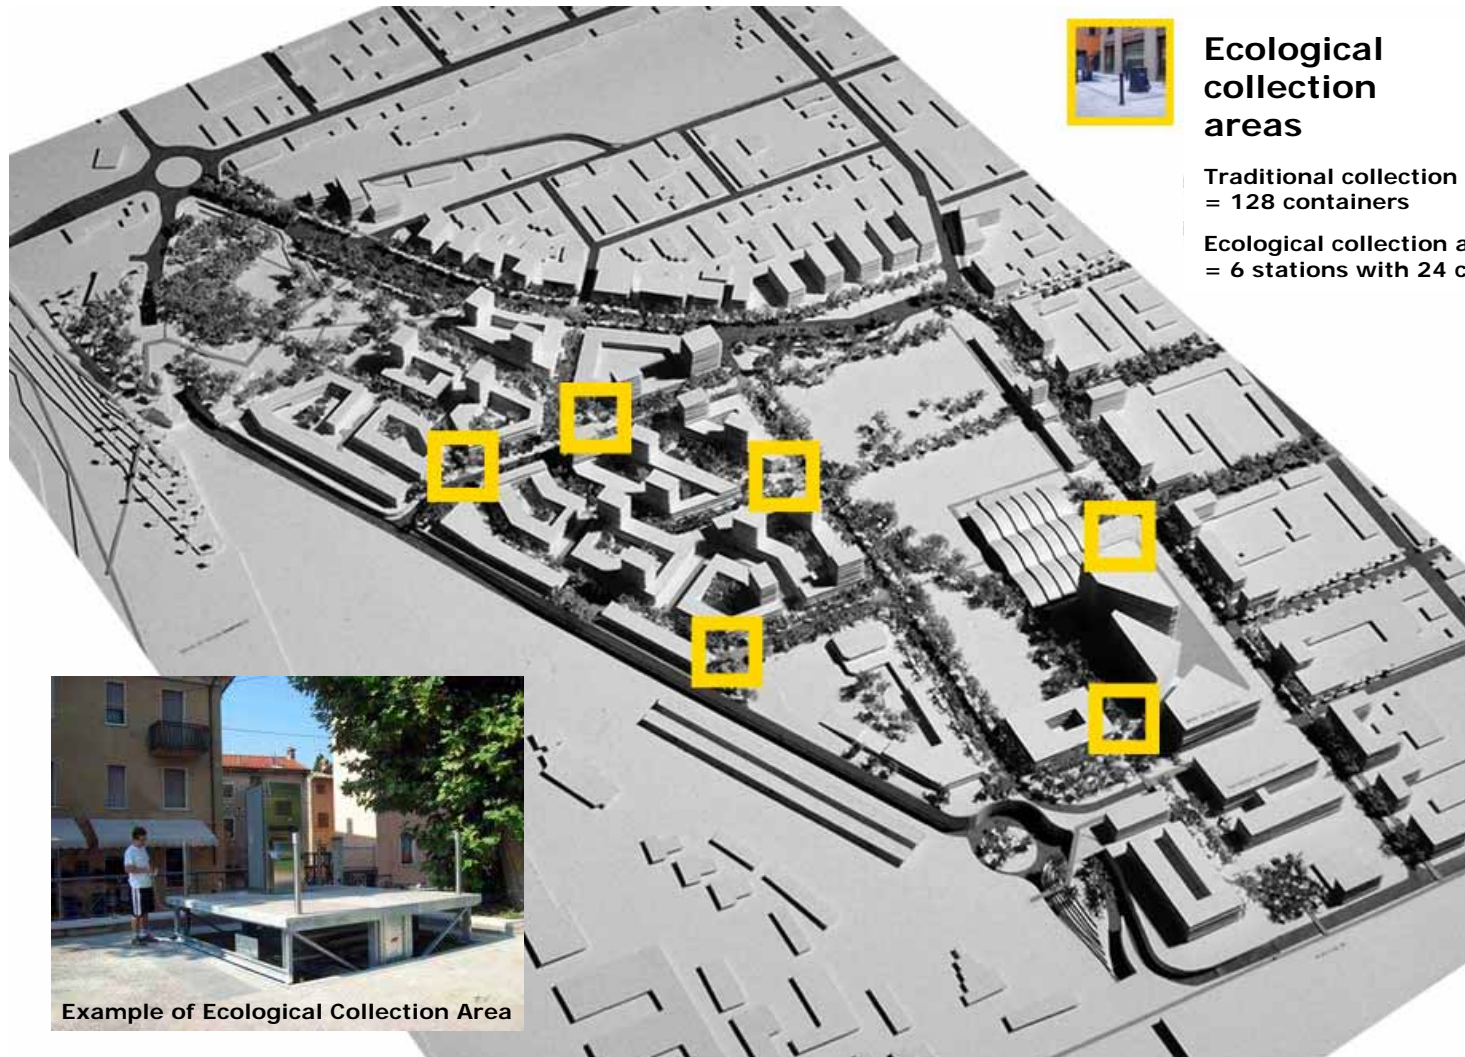 Ecological
collection
areas
Traditional collection
= 128 containers
Ecological collection a
= 6 stations with 24 c
Example of Ecological Collection Area